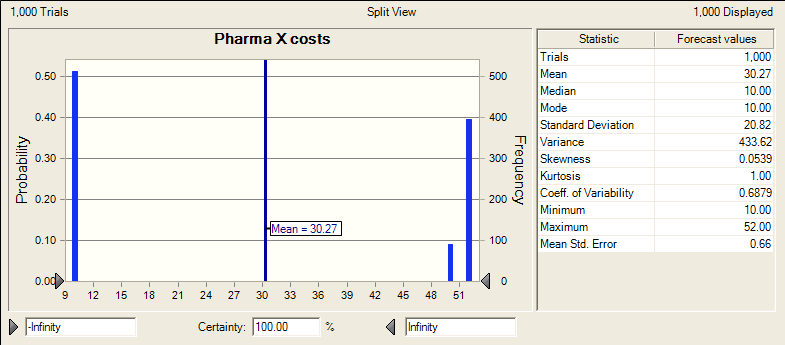 1,000 Trials Split View 1,000 Displayed
Pharma X costs
Probability
0.50
0.40
0.30
0.20
0.10
0.00
Mean = 30.27
500
400
300
200
100
0
Frequency
9 12 15 18 21 24 27 30 33 36 39 42 45 48 51
Statistic Forecast values
Trials 1,000
Mean 30.27
Median 10.00
Mode 10.00
Standard Deviation 20.82
Variance 433.62
Skewness 0.0539
Kurtosis 1.00
Coeff. of Variability 0.6879
Minimum 10.00
Maximum 52.00
Mean Std. Error 0.66
-Infinity Certainty: 100.00 % Infinity